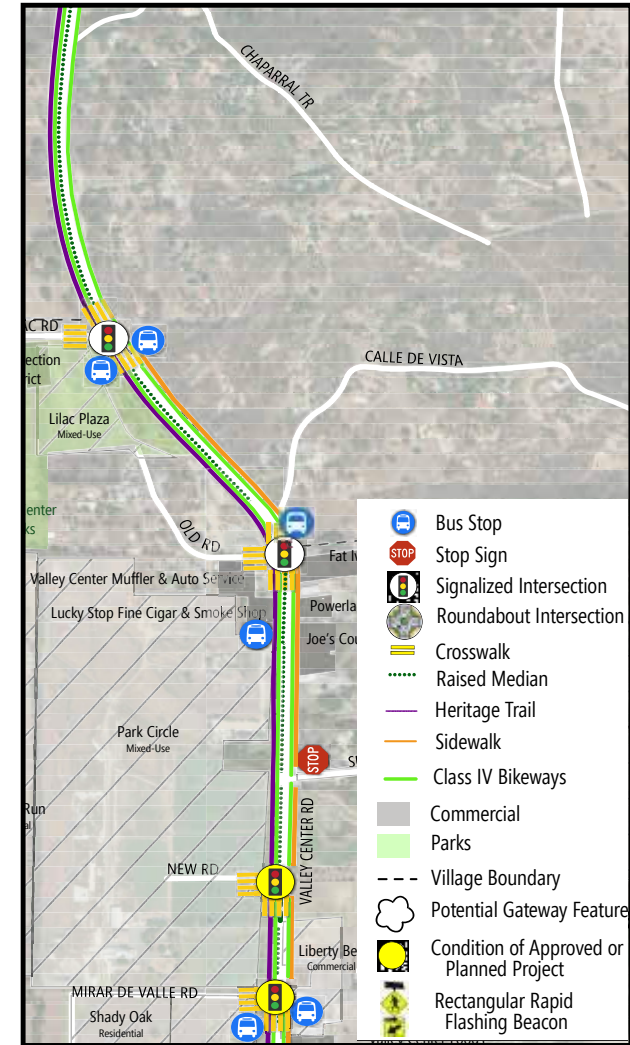 CHAPARRAL TR
AC RD
ection
rict
CALLE DE VISTA
Lilac Plaza
Mixed-Use
enter
ks
OLD RD
Fat Iv
Valley Center Muffler & Auto Service
Lucky Stop Fine Cigar & Smoke Shop
Powerla
Joe's Cou
Park Circle
Mixed-Use
STOP
Run
al
VALLEY CENTER RD
NEW RD
Liberty Be
Commercial
MIRAR DE VALLE RD
Shady Oak
Residential
Bus Stop
STOP
Stop Sign
Signalized Intersection
Roundabout Intersection
Crosswalk
Raised Median
Heritage Trail
Sidewalk
Class IV Bikeways
Commercial
Parks
Village Boundary
Potential Gateway Feature
Condition of Approved or
Planned Project
Rectangular Rapid
Flashing Beacon